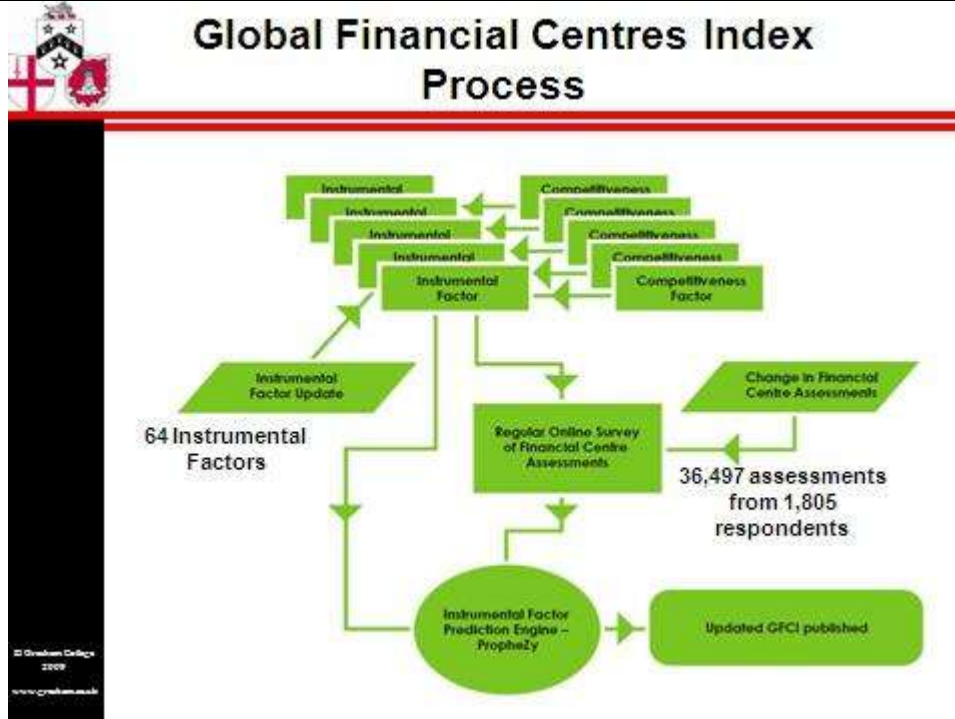 Global Financial Centres Index
Process
Instrumental
Competitiveness
Instrumental
Competitiveness
Instrumental
Competitiveness
Instrumental
Competitiveness
Instrumental
Factor
Competitiveness
Factor
Instrumental
Factor Update
Change in Financial
Centre Assessments
64 Instrumental
Factors
Regular Online Survey
of Financial Centre
Assessments
36,497 assessments
from 1,805
respondents
Instrumental Factor
Prediction Engine –
PropheZy
Updated GFCI published
© Gresham College
2009